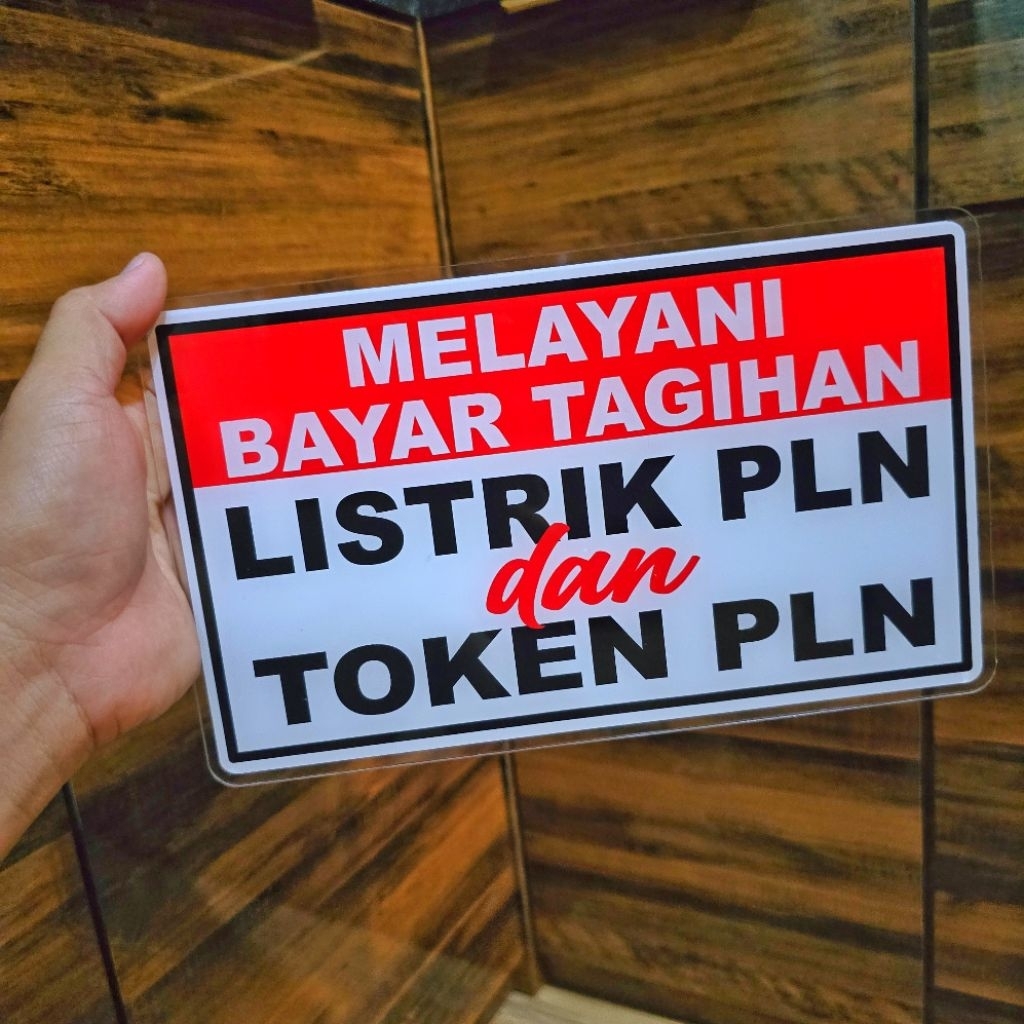 MELAYANI
BAYAR TAGIHAN
LISTRIK PLN
dan
TOKEN PLN